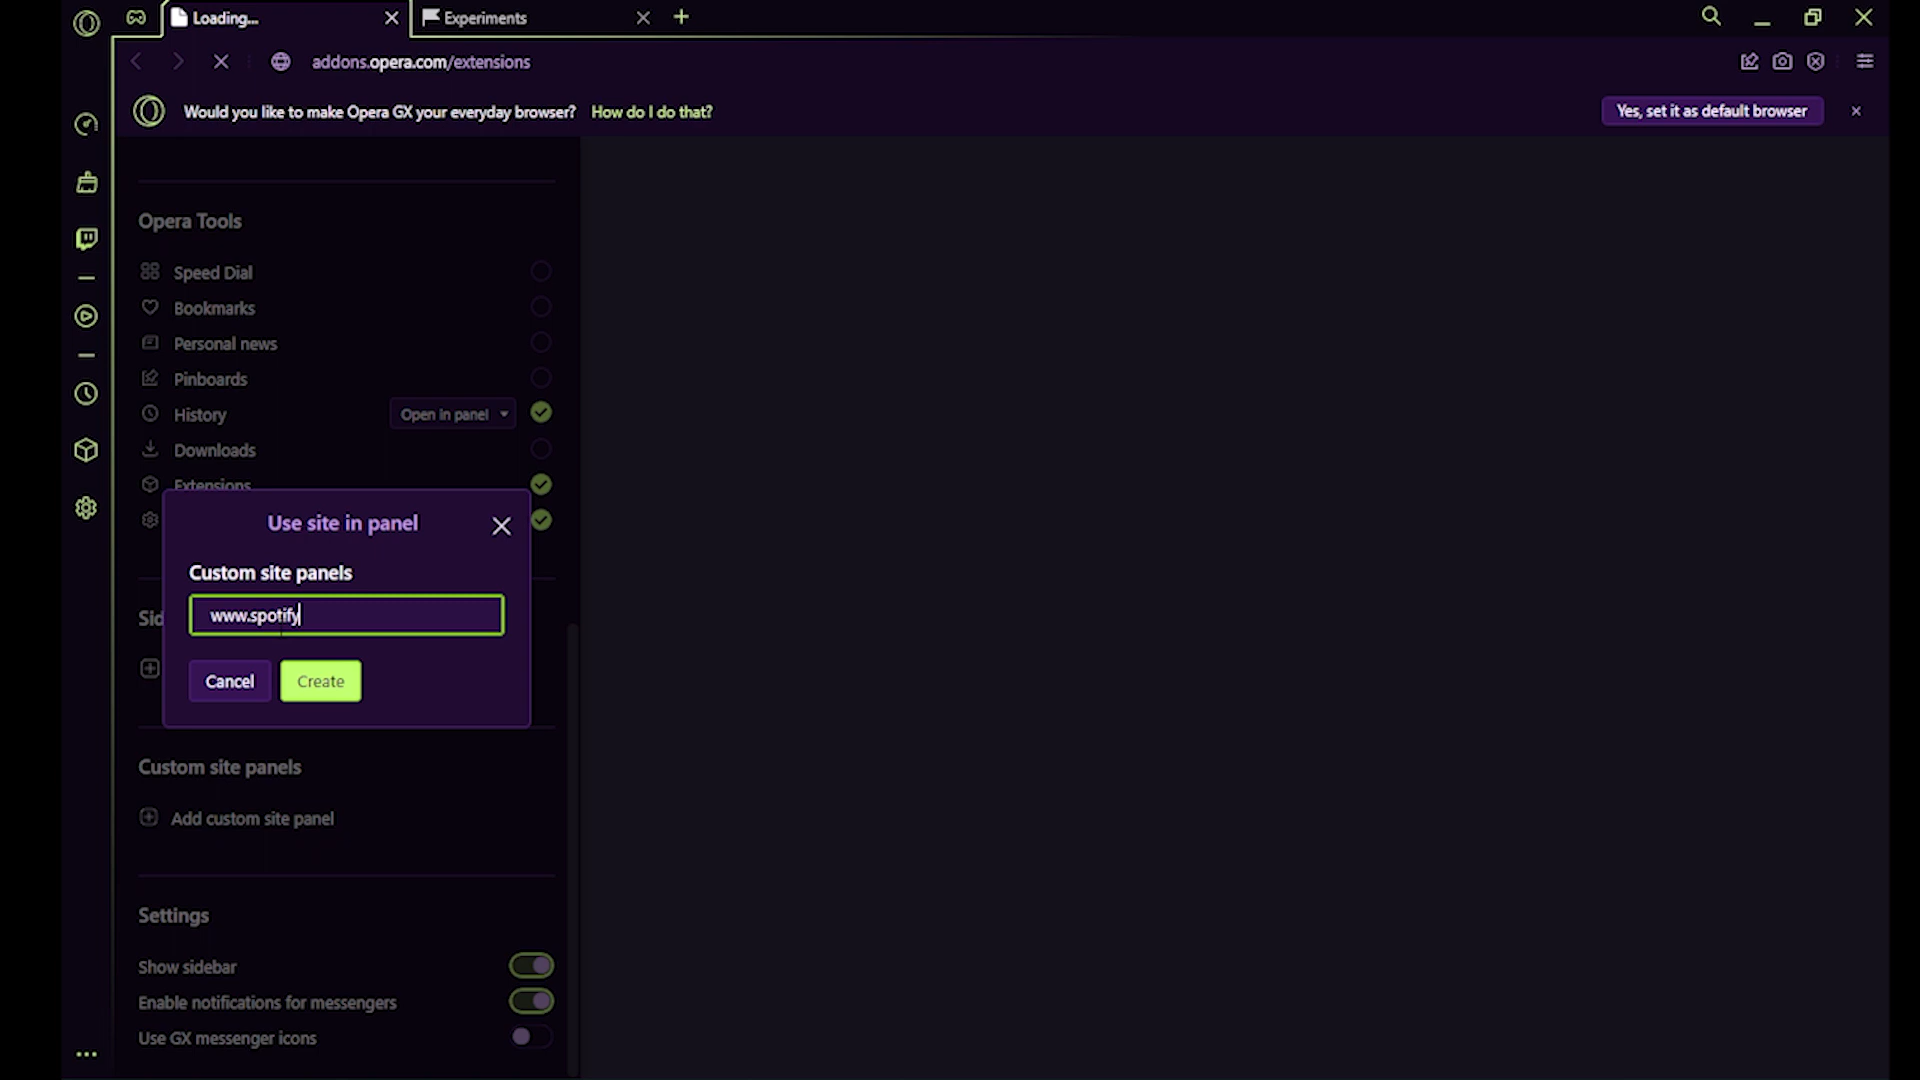 Loading...
Experiments
addons.opera.com/extensions
Would you like to make Opera GX your everyday browser? How do I do that?
Yes, set it as default browser
Opera Tools
Speed Dial
Bookmarks
Personal news
Pinboards
History
Open in panel
Downloads
Extensions
Use site in panel
Custom site panels
Sid
www.spotify
Cancel
Create
Custom site panels
Add custom site panel
Settings
Show sidebar
Enable notifications for messengers
Use GX messenger icons